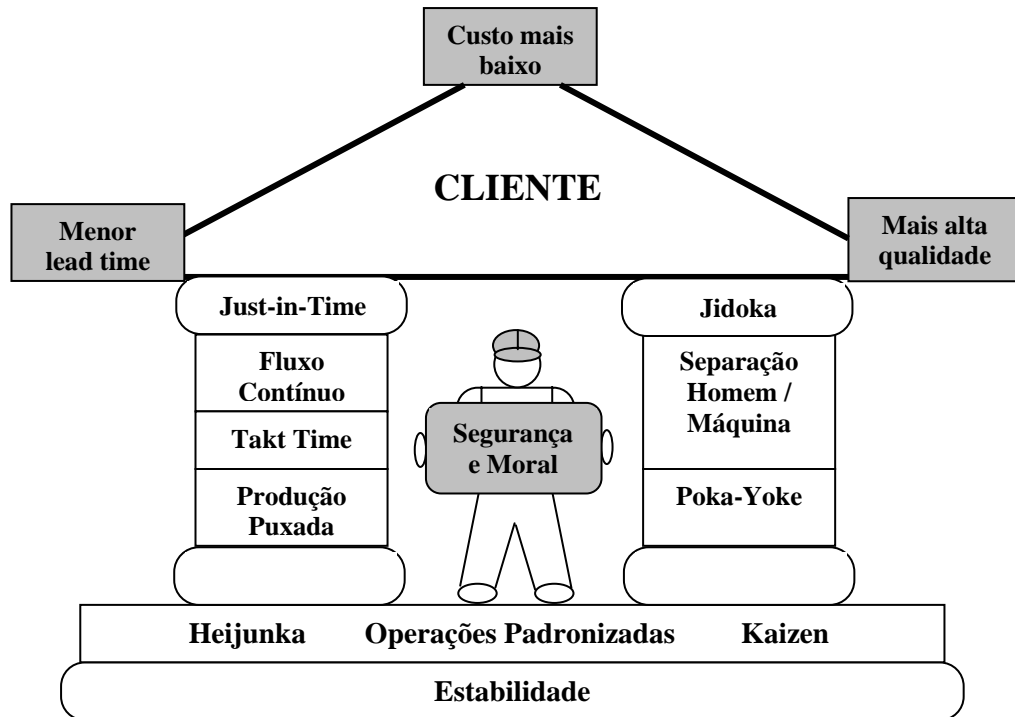 Custo mais
baixo
CLIENTE
Menor
lead time
Mais alta
qualidade
Just-in-Time
Fluxo
Contínuo
Takt Time
Produção
Puxada
Segurança
e Moral
Jidoka
Separação
Homem /
Máquina
Poka-Yoke
Heijunka Operações Padronizadas Kaizen
Estabilidade